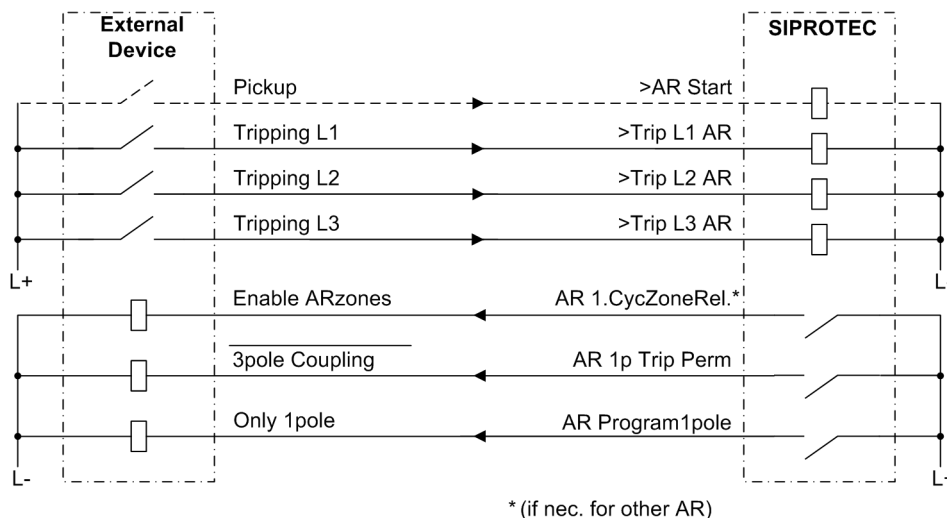 External
Device
SIPROTEC
Pickup
>AR Start
Tripping L1
>Trip L1 AR
Tripping L2
>Trip L2 AR
Tripping L3
>Trip L3 AR
L+
Enable ARzones
AR 1.CycZoneRel.*
3pole Coupling
AR 1p Trip Perm
Only 1pole
AR Program1pole
L-
* (if nec. for other AR)